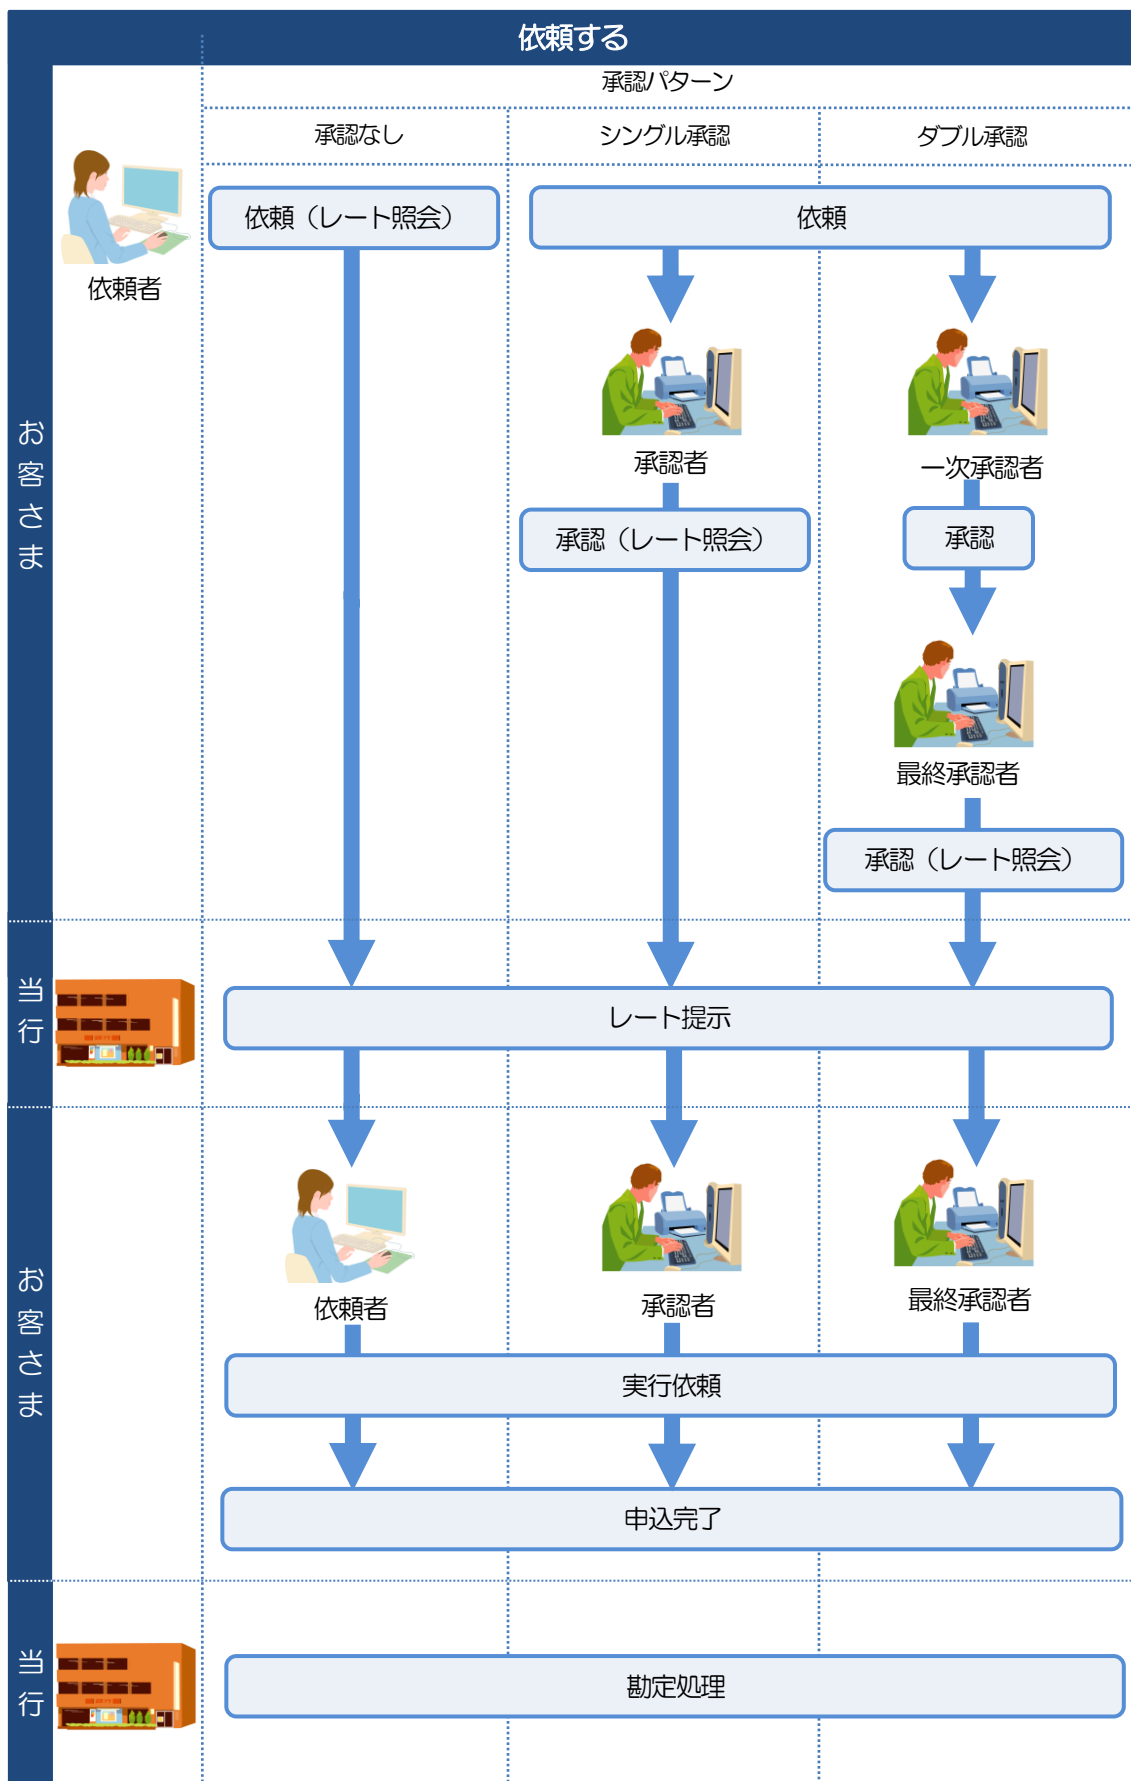 依頼する
承認パターン
承認なし
シングル承認
ダブル承認
依頼（レート照会）
依頼
依頼者
お客さま
承認者
一次承認者
承認（レート照会）
承認
最終承認者
承認（レート照会）
当行
レート提示
お客さま
依頼者
承認者
最終承認者
実行依頼
申込完了
当行
勘定処理